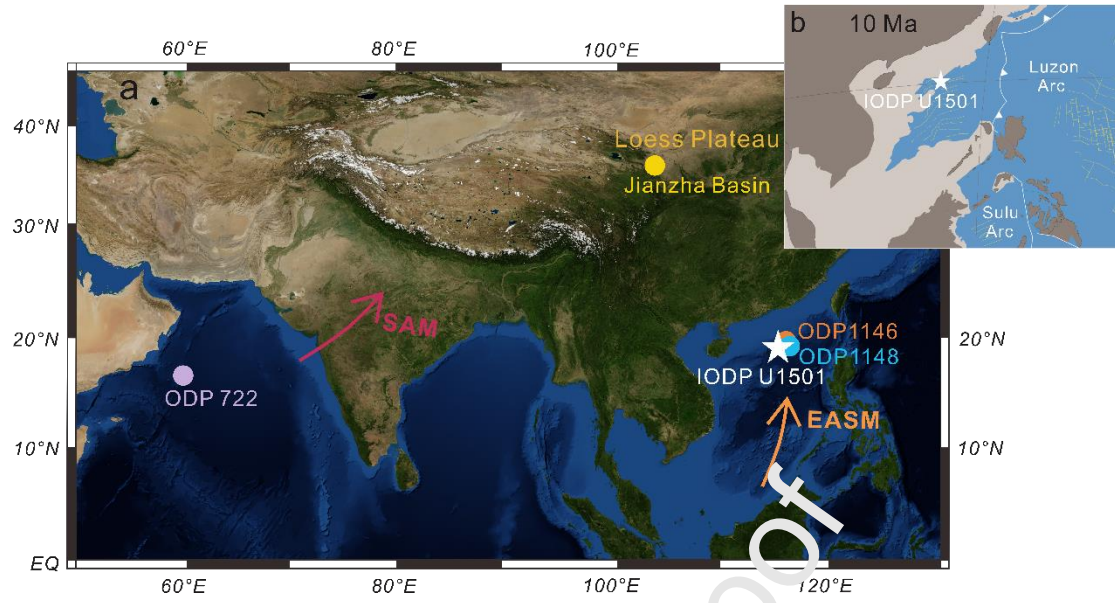 60°E
80°E
100°E
a
b
10 Ma
Luzon
Arc
IODP U1501
Sulu
Arc
40°N
30°N
20°N
10°N
EQ
Loess Plateau
Jianzha Basin
SAM
ODP 722
ODP1146
ODP1148
IODP U1501
EASM
20°N
10°N
60°E
80°E
100°E
120°E
oof